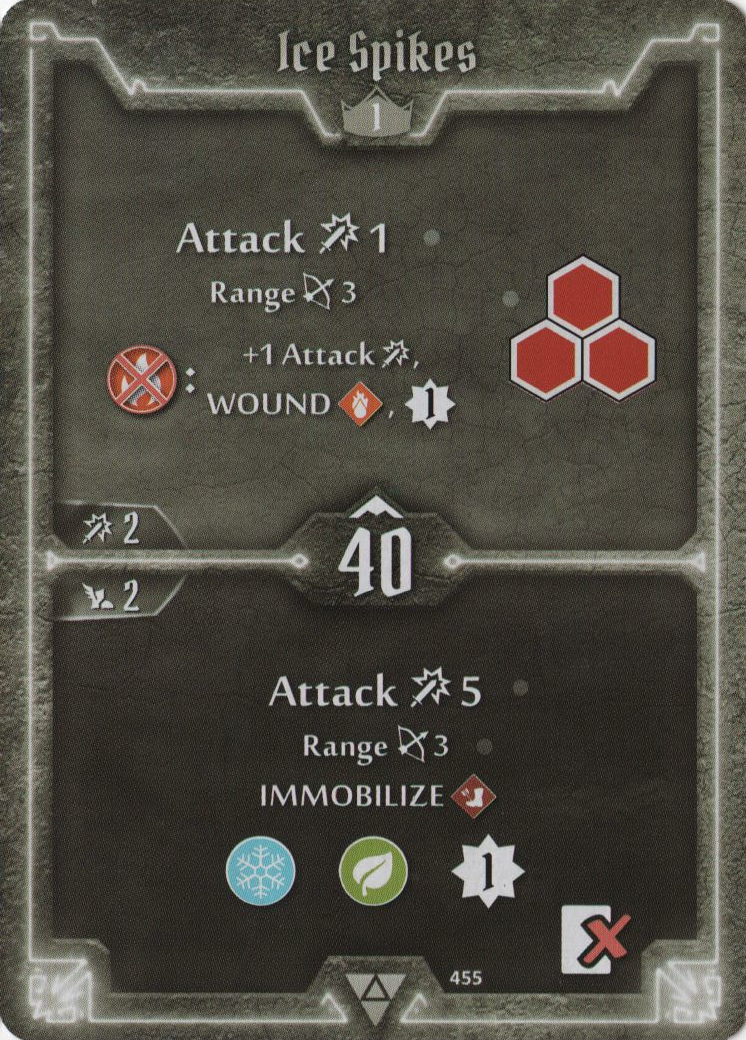 Ice Spikes
1
Attack 1
Range 3
: +1 Attack ,
WOUND , 1
2
40
2
Attack 5
Range 3
IMMOBILIZE
1
455